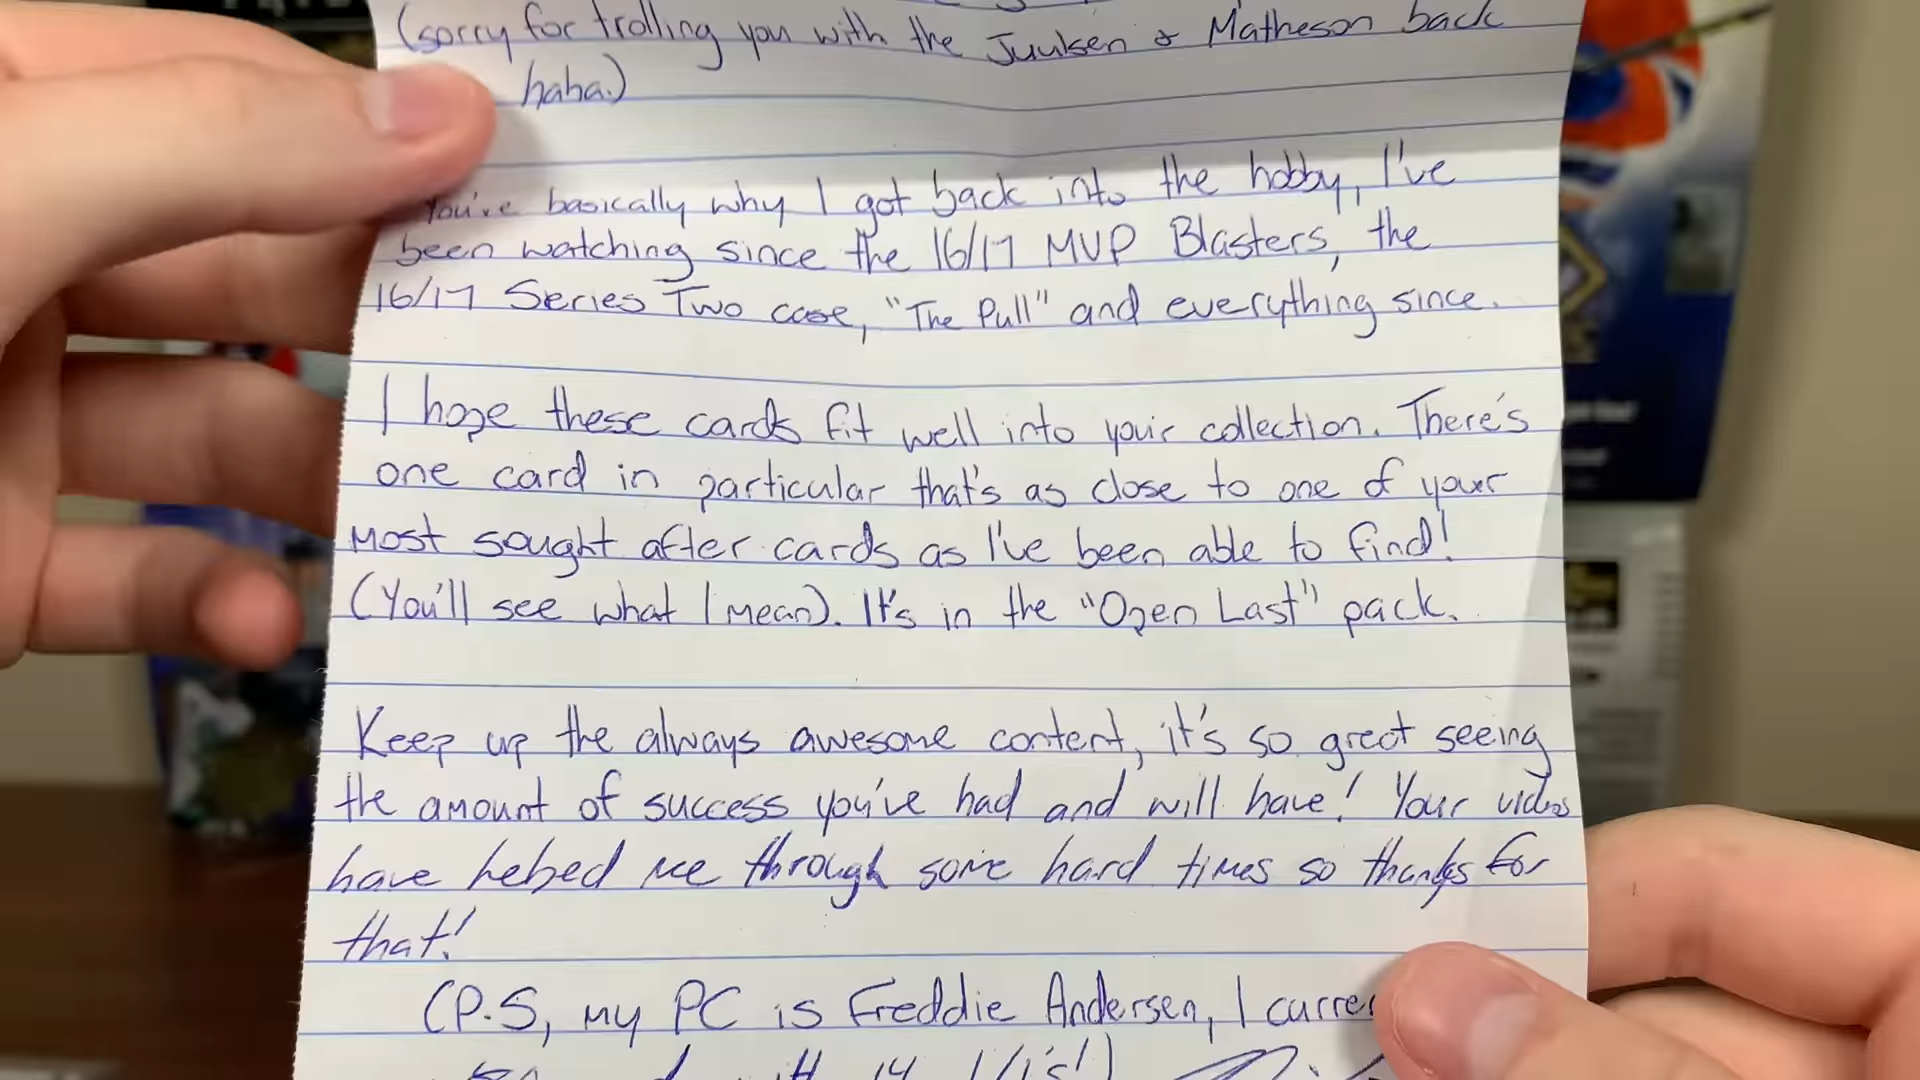 (sorry for trolling you with the Juulsen & Matheson back
haha.)
You're basically why I got back into the hobby, I've
been watching since the 16/17 MVP Blasters, the
16/17 Series Two case, "The Pull" and everything since.
I hope these cards fit well into your collection. There's
one card in particular that's as close to one of your
most sought after cards as I've been able to find!
(You'll see what I mean). It's in the "Open Last" pack.
Keep up the always awesome content, it's so great seeing
the amount of success you've had and will have! Your videos
have helped me through some hard times so thanks for
that!
(P.S, my PC is Freddie Andersen, I curren
14 1/1's!)